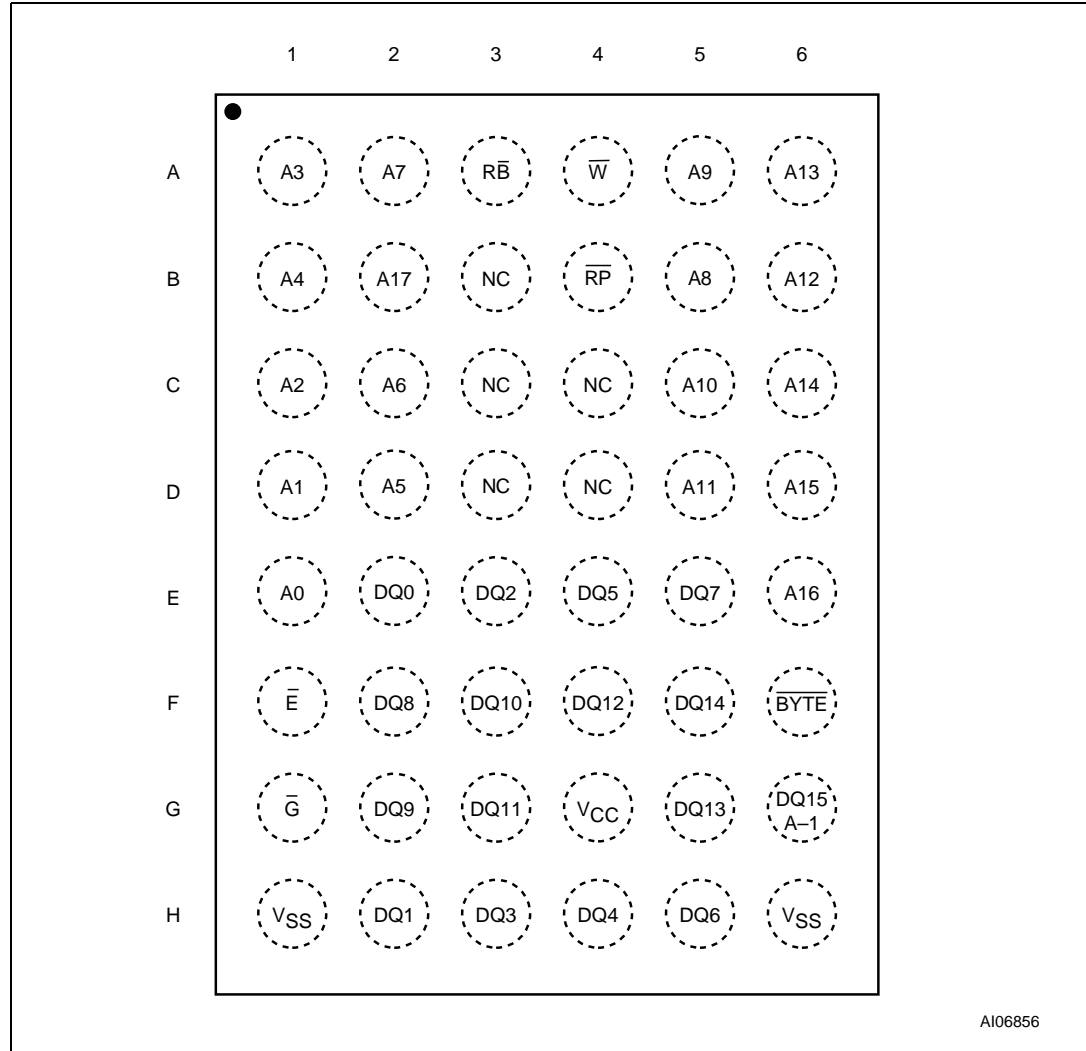 1 2 3 4 5 6
A A3 A7 RB̅ W̅ A9 A13
B A4 A17 NC R̅P̅ A8 A12
C A2 A6 NC NC A10 A14
D A1 A5 NC NC A11 A15
E A0 DQ0 DQ2 DQ5 DQ7 A16
F E̅ DQ8 DQ10 DQ12 DQ14 B̅Y̅T̅E̅
G G̅ DQ9 DQ11 VCC DQ13 DQ15
A–1
H VSS DQ1 DQ3 DQ4 DQ6 VSS
AI06856